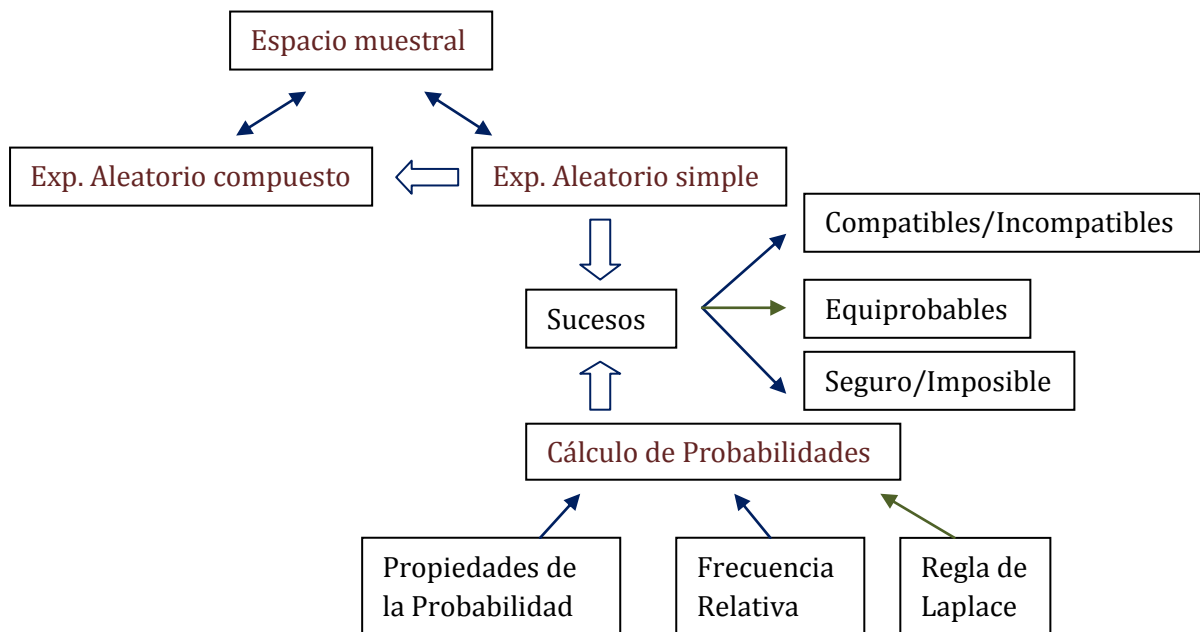 Espacio muestral
Exp. Aleatorio compuesto
Exp. Aleatorio simple
Compatibles/Incompatibles
Sucesos
Equiprobables
Seguro/Imposible
Cálculo de Probabilidades
Propiedades de
la Probabilidad
Frecuencia
Relativa
Regla de
Laplace